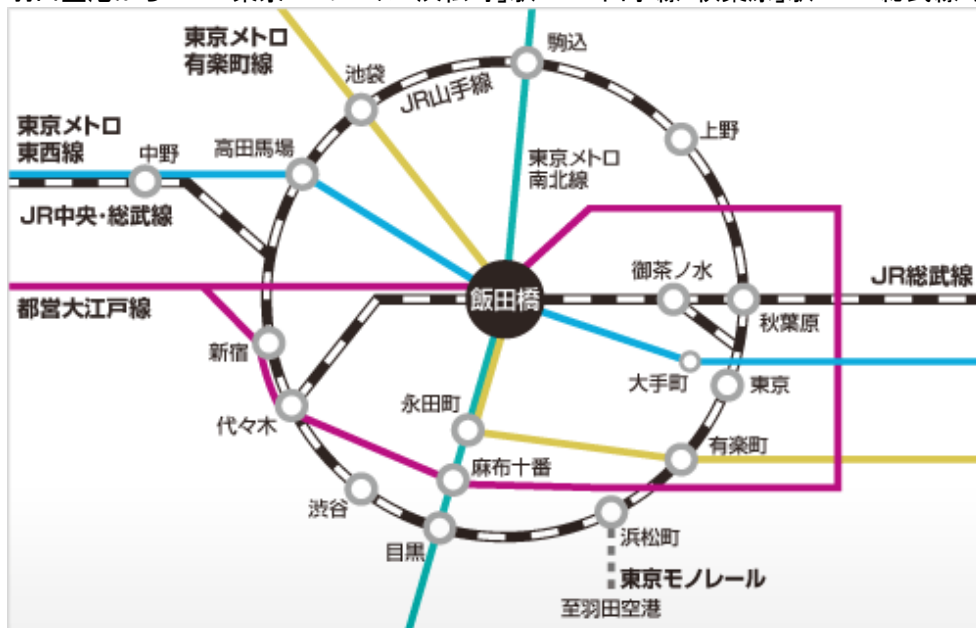 東京メトロ
有楽町線
池袋
駒込
JR山手線
上野
東京メトロ
東西線
中野
高田馬場
東京メトロ
南北線
JR中央・総武線
御茶ノ水
JR総武線
飯田橋
都営大江戸線
秋葉原
新宿
大手町
東京
代々木
永田町
有楽町
麻布十番
渋谷
目黒
浜松町
東京モノレール
至羽田空港